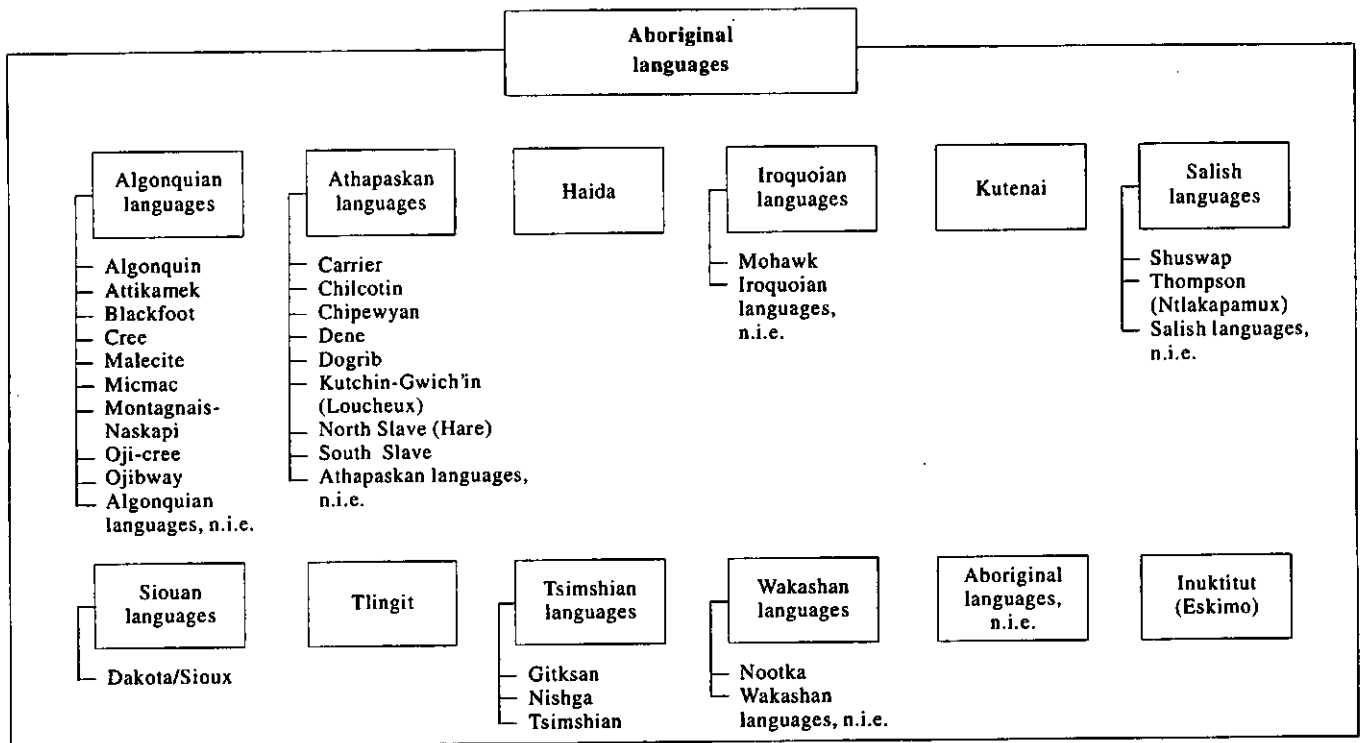 Aboriginal
languages
Algonquian
languages
Algonquin
Attikamek
Blackfoot
Cree
Malecite
Micmac
Montagnais-
Naskapi
Oji-cree
Ojibway
Algonquian
languages, n.i.e.
Athapaskan
languages
Carrier
Chilcotin
Chipewyan
Dene
Dogrib
Kutchin-Gwich'in
(Loucheux)
North Slave (Hare)
South Slave
Athapaskan languages,
n.i.e.
Haida
Iroquoian
languages
Mohawk
Iroquoian
languages,
n.i.e.
Kutenai
Salish
languages
Shuswap
Thompson
(Ntlakapamux)
Salish languages,
n.i.e.
Siouan
languages
Dakota/Sioux
Tlingit
Tsimshian
languages
Gitksan
Nishga
Tsimshian
Wakashan
languages
Nootka
Wakashan
languages, n.i.e.
Aboriginal
languages,
n.i.e.
Inuktitut
(Eskimo)